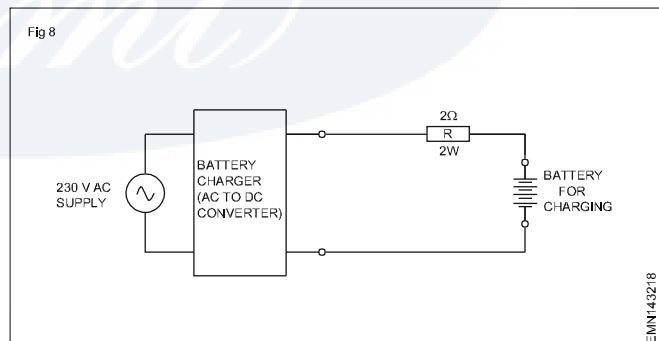 Fig 8
230 V AC
SUPPLY
BATTERY
CHARGER
(AC TO DC
CONVERTER)
2Ω
R
2W
BATTERY
FOR
CHARGING
EMN143218